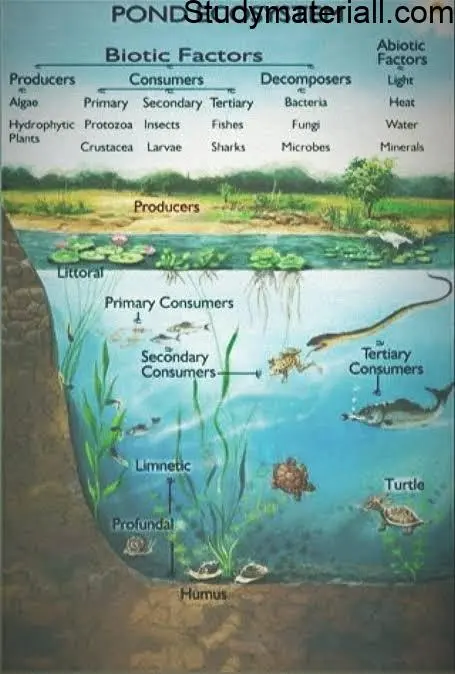 POND ECOSYSTEM
Studymateriall.com
Biotic Factors
Abiotic
Factors
Producers Consumers Decomposers Light
Algae Primary Secondary Tertiary Bacteria Heat
Hydrophytic Protozoa Insects Fishes Fungi Water
Plants
Crustacea Larvae Sharks Microbes Minerals
Producers
Littoral
Primary Consumers
Secondary
Consumers
Tertiary
Consumers
Limnetic
Turtle
Profundal
Humus